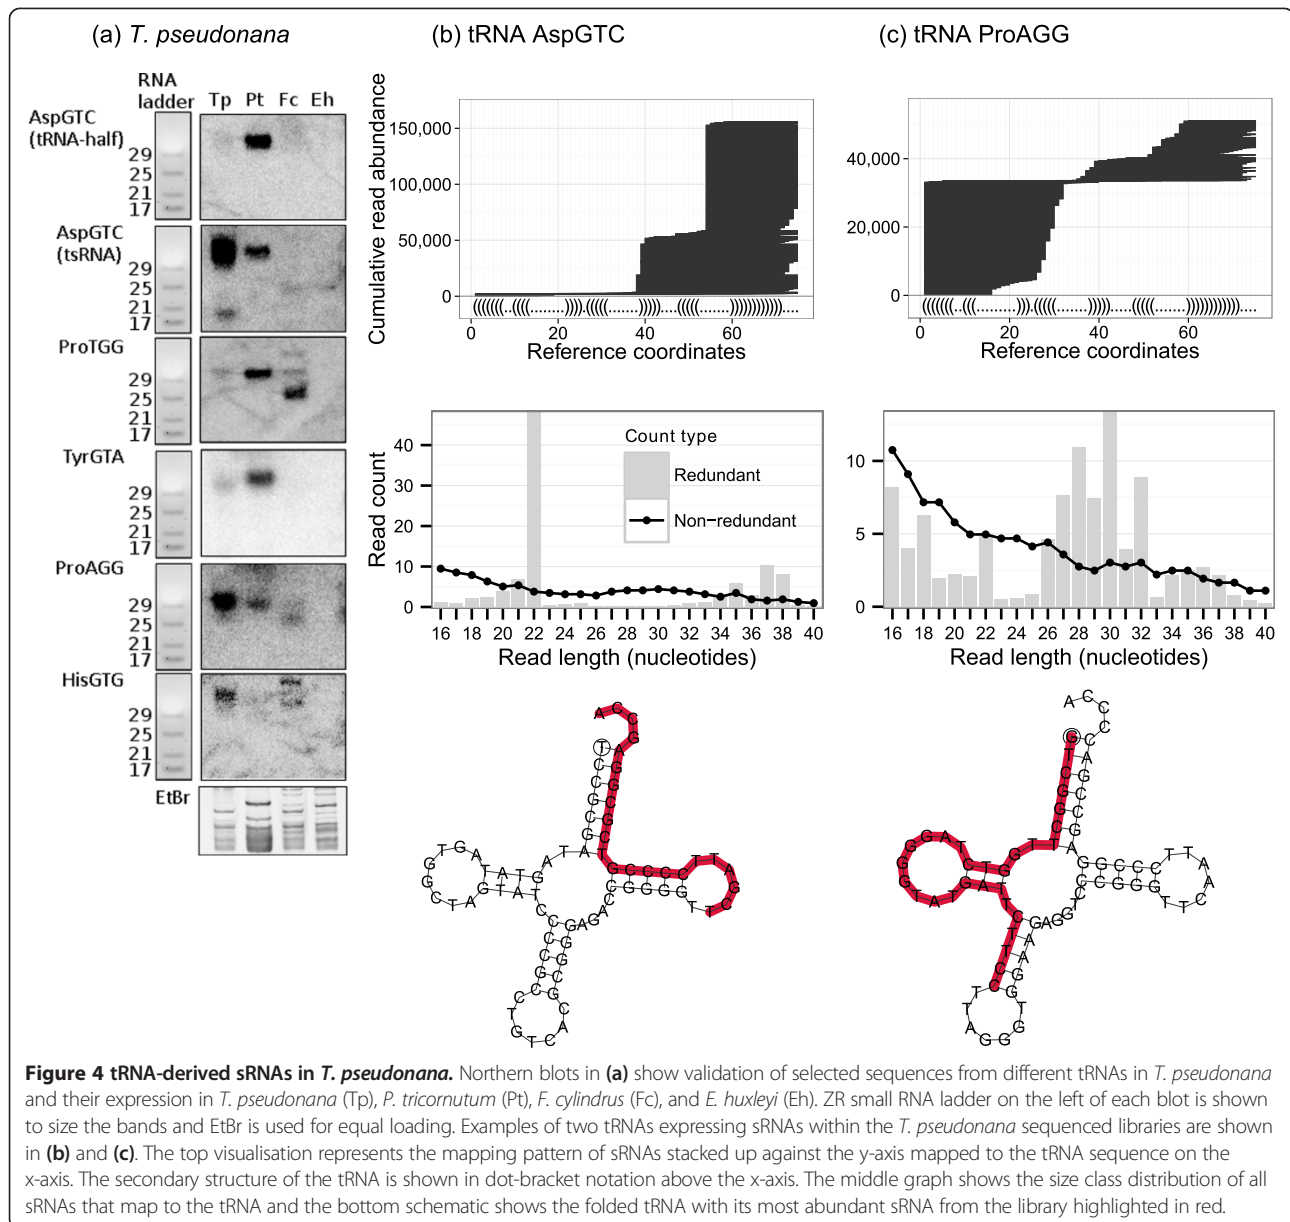 (a) T. pseudonana
(b) tRNA AspGTC
(c) tRNA ProAGG
RNA
ladder
Tp Pt Fc Eh
AspGTC
(tRNA-half)
29
25
21
17
AspGTC
(tsRNA)
29
25
21
17
ProTGG
29
25
21
17
TyrGTA
29
25
21
17
ProAGG
29
25
21
17
HisGTG
29
25
21
17
EtBr
Cumulative read abundance
150,000
100,000
50,000
0
0 20 40 60
Reference coordinates
40,000
20,000
0
0 20 40 60
Reference coordinates
Read count
40
30
20
10
0
Count type
Redundant
Non−redundant
16 18 20 22 24 26 28 30 32 34 36 38 40
Read length (nucleotides)
10
5
0
16 18 20 22 24 26 28 30 32 34 36 38 40
Read length (nucleotides)
Figure 4 tRNA-derived sRNAs in T. pseudonana. Northern blots in (a) show validation of selected sequences from different tRNAs in T. pseudonana
and their expression in T. pseudonana (Tp), P. tricornutum (Pt), F. cylindrus (Fc), and E. huxleyi (Eh). ZR small RNA ladder on the left of each blot is shown
to size the bands and EtBr is used for equal loading. Examples of two tRNAs expressing sRNAs within the T. pseudonana sequenced libraries are shown
in (b) and (c). The top visualisation represents the mapping pattern of sRNAs stacked up against the y-axis mapped to the tRNA sequence on the
x-axis. The secondary structure of the tRNA is shown in dot-bracket notation above the x-axis. The middle graph shows the size class distribution of all
sRNAs that map to the tRNA and the bottom schematic shows the folded tRNA with its most abundant sRNA from the library highlighted in red.